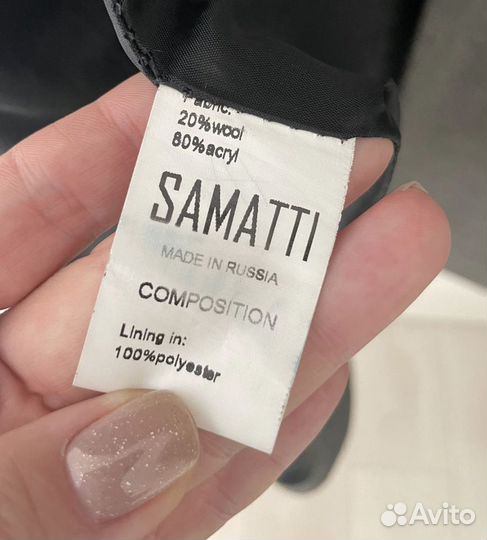 Fabric:
20%wool
80%acryl
SAMATTI
MADE IN RUSSIA
COMPOSITION
Lining in:
100%polyester
Avito